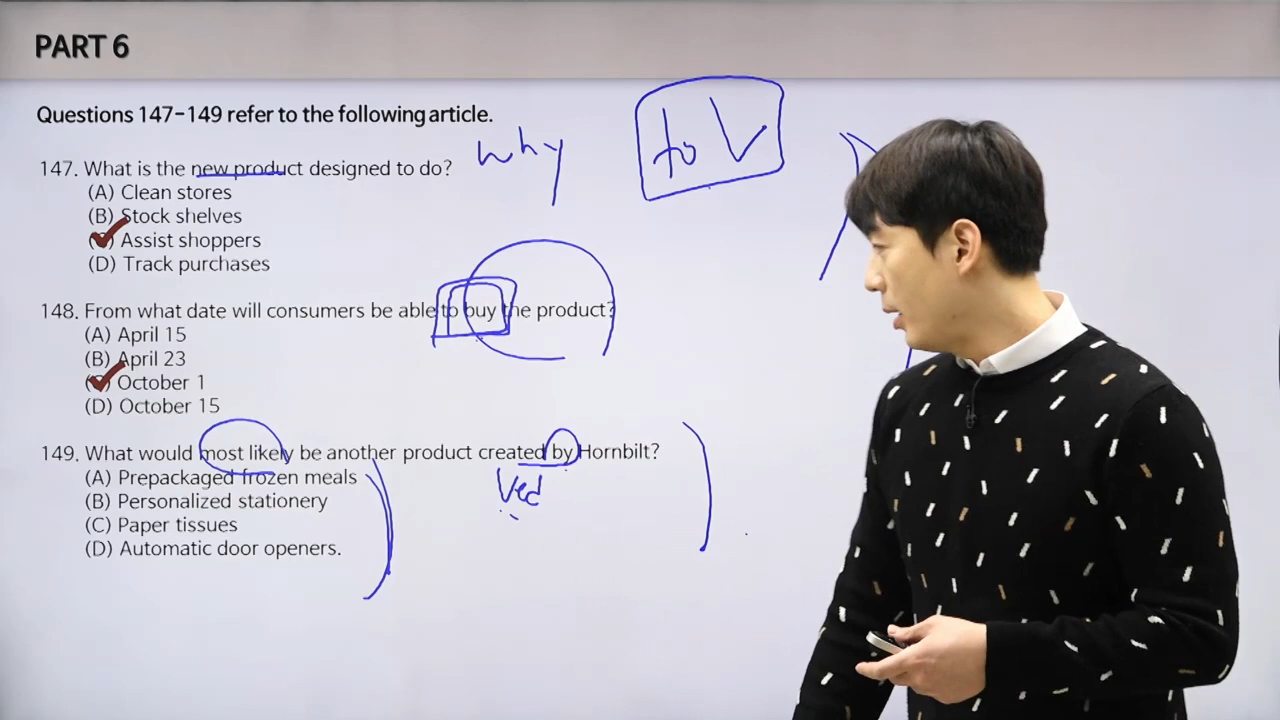 PART 6
Questions 147-149 refer to the following article.
why
to V
147. What is the new product designed to do?
(A) Clean stores
(B) Stock shelves
(C) Assist shoppers
(D) Track purchases
148. From what date will consumers be able to buy the product?
(A) April 15
(B) April 23
(C) October 1
(D) October 15
149. What would most likely be another product created by Hornbilt?
(A) Prepackaged frozen meals
Ved
(B) Personalized stationery
(C) Paper tissues
(D) Automatic door openers.